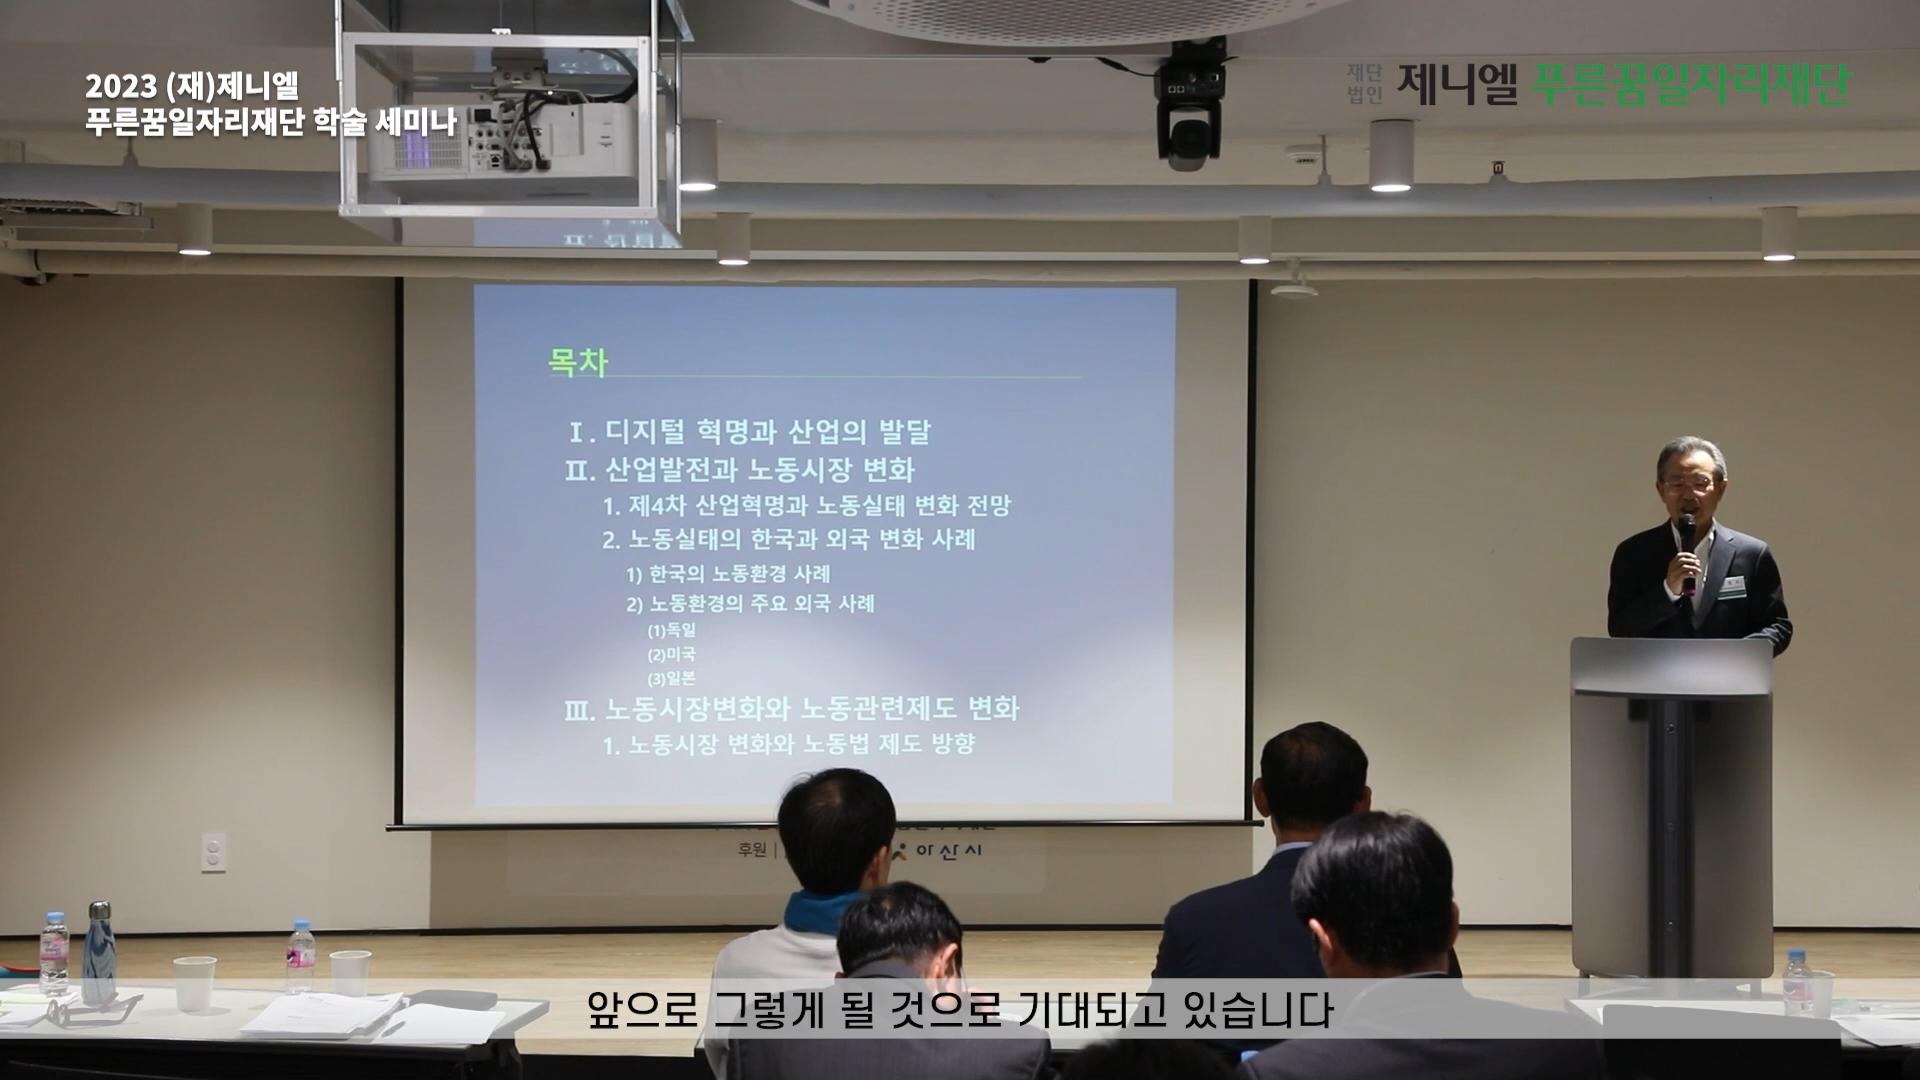 2023 (재)제니엘
푸른꿈일자리재단 학술 세미나
재단
법인
제니엘 푸른꿈일자리재단
목차
Ⅰ. 디지털 혁명과 산업의 발달
Ⅱ. 산업발전과 노동시장 변화
1. 제4차 산업혁명과 노동실태 변화 전망
2. 노동실태의 한국과 외국 변화 사례
1) 한국의 노동환경 사례
2) 노동환경의 주요 외국 사례
(1)독일
(2)미국
(3)일본
Ⅲ. 노동시장변화와 노동관련제도 변화
1. 노동시장 변화와 노동법 제도 방향
후원 |
아산시
앞으로 그렇게 될 것으로 기대되고 있습니다